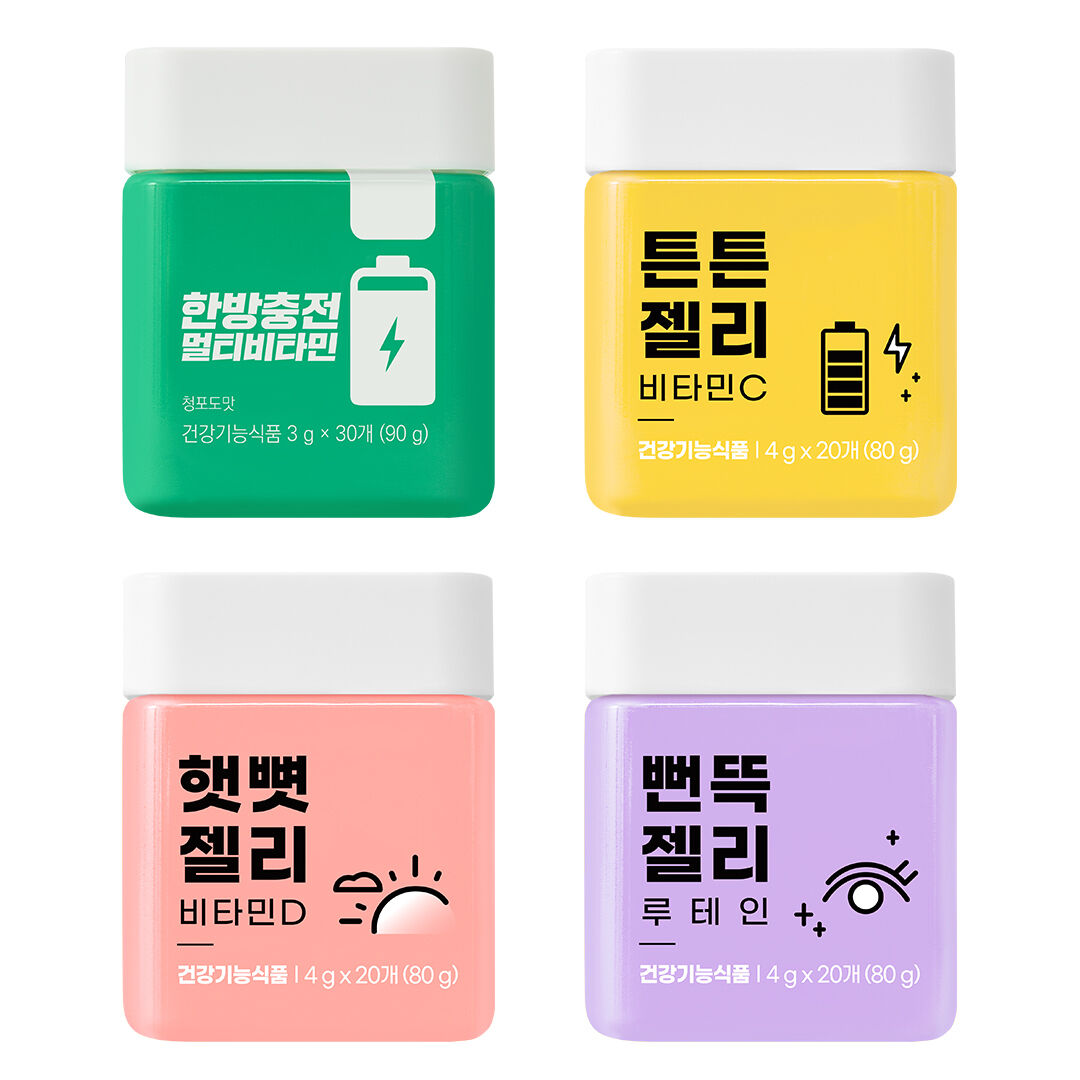 한방충전
멀티비타민
청포도맛
건강기능식품 3 g × 30개 (90 g)
튼튼
젤리
비타민C
건강기능식품 | 4 g x 20개 (80 g)
햇뼛
젤리
비타민D
건강기능식품 | 4 g x 20개 (80 g)
뻔뜩
젤리
루테인
건강기능식품 | 4 g x 20개 (80 g)